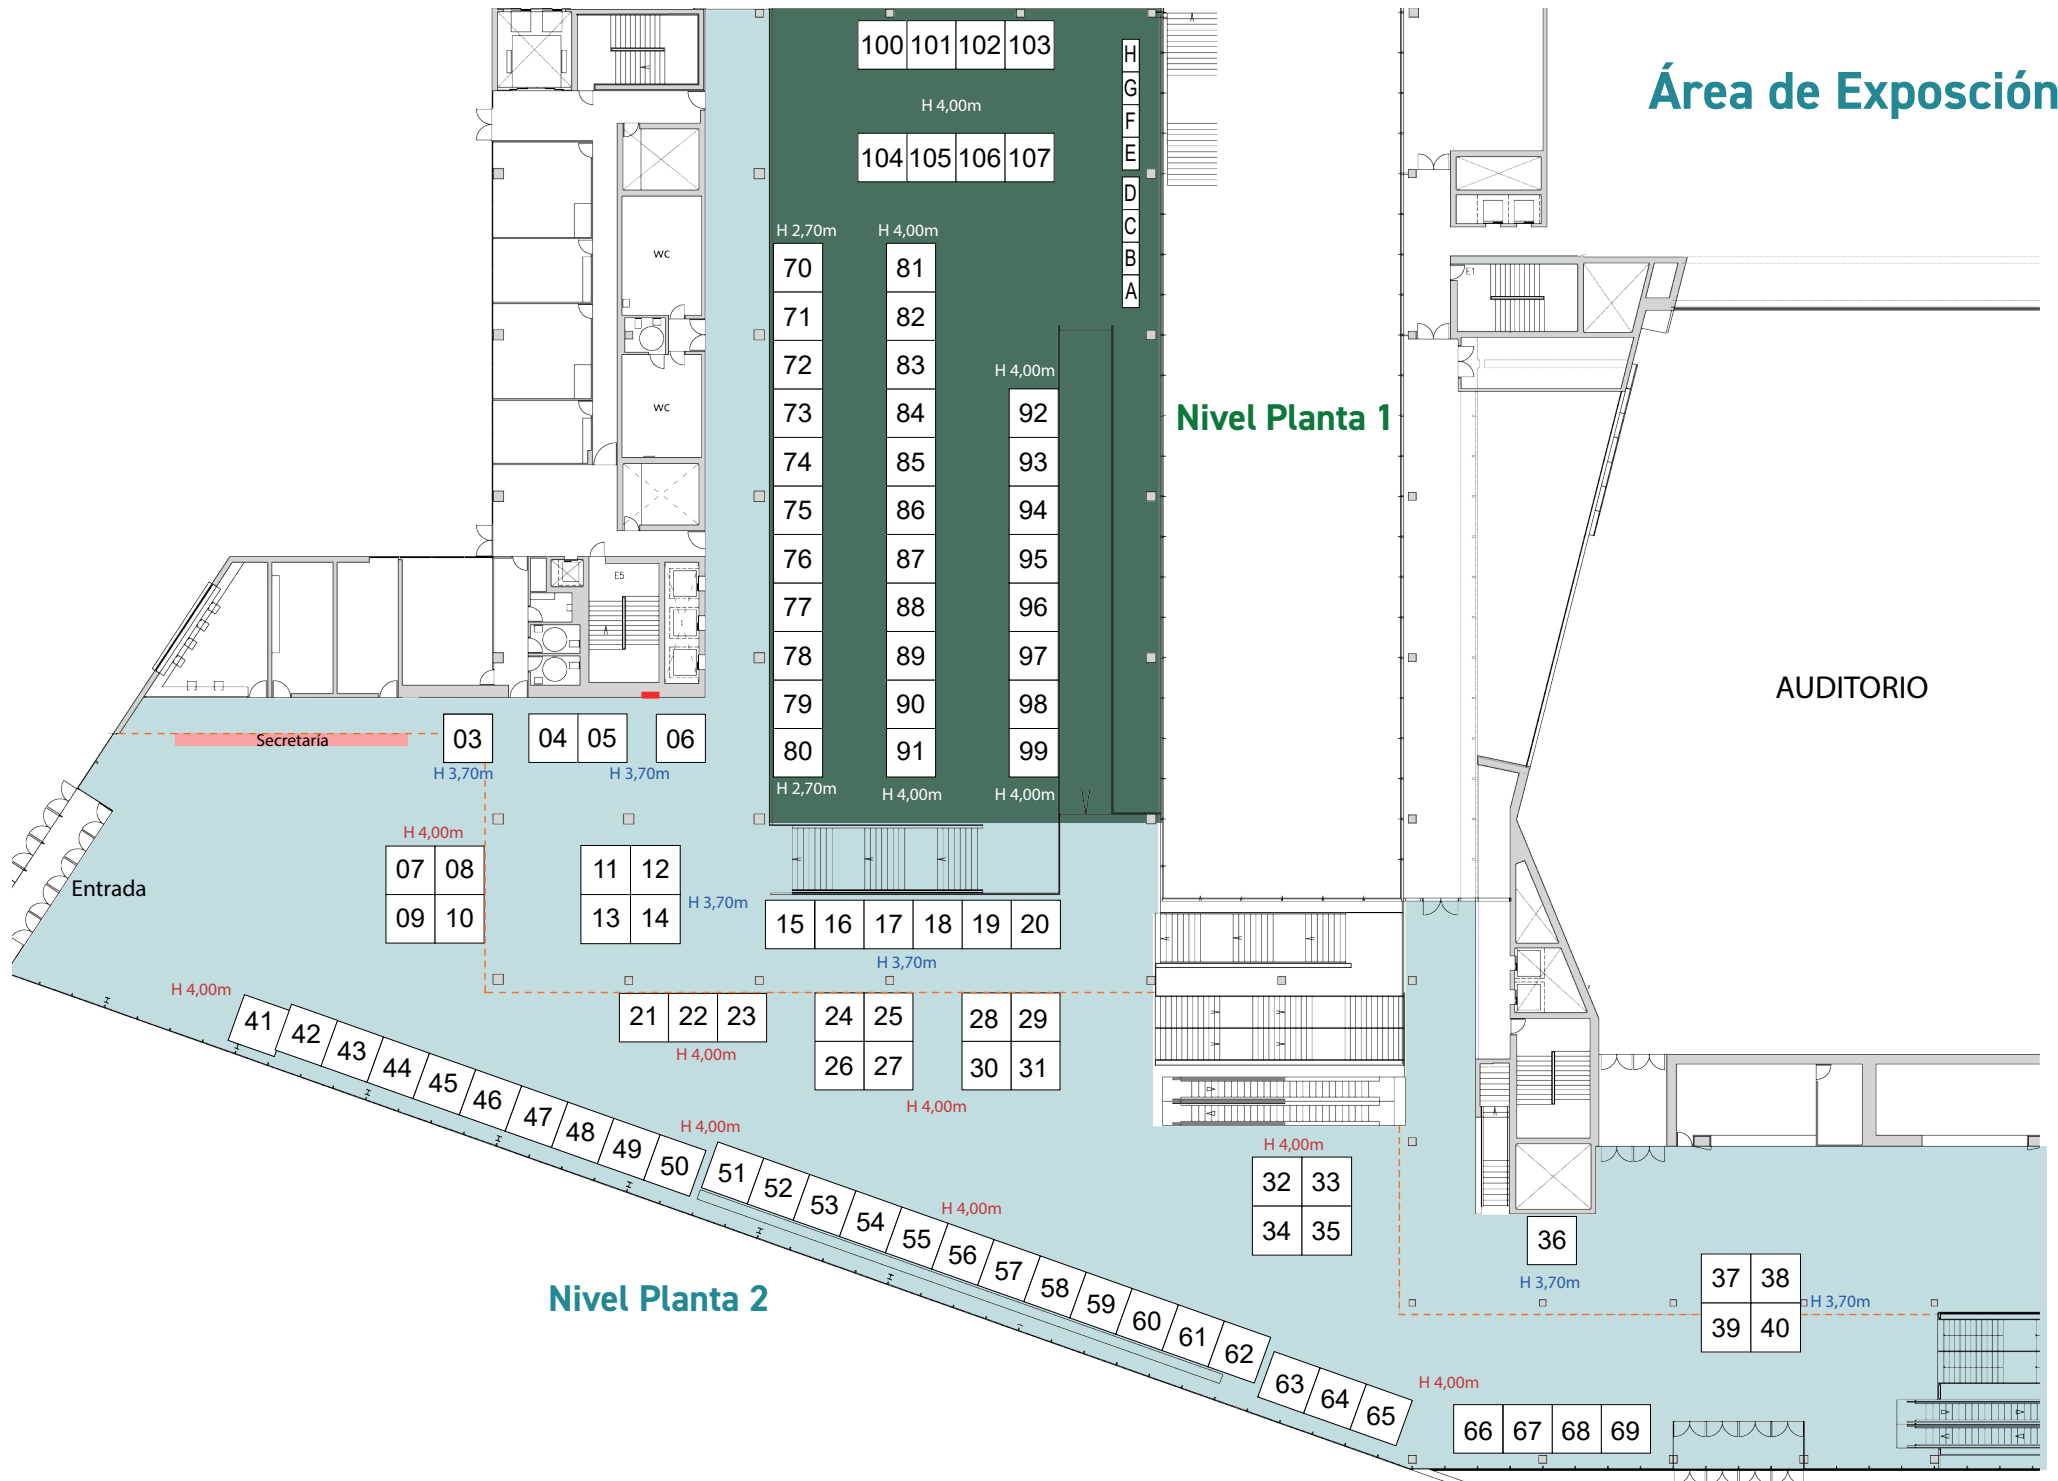 Área de Exposción
100 101 102 103
H 4,00m
104 105 106 107
H
G
F
E
D
C
B
A
H 2,70m
H 4,00m
70
71
72
73
74
75
76
77
78
79
80
H 2,70m
81
82
83
84
85
86
87
88
89
90
91
H 4,00m
H 4,00m
92
93
94
95
96
97
98
99
H 4,00m
Nivel Planta 1
WC
WC
E5
E1
AUDITORIO
Secretaría
03
H 3,70m
04 05
H 3,70m
06
Entrada
H 4,00m
07 08
09 10
11 12
13 14
H 3,70m
15 16 17 18 19 20
H 3,70m
21 22 23
H 4,00m
24 25
26 27
28 29
30 31
H 4,00m
H 4,00m
32 33
34 35
36
H 3,70m
37 38
39 40
H 3,70m
H 4,00m
41 42 43 44 45 46 47 48 49 50
H 4,00m
51 52 53 54 55 56 57 58 59 60 61 62
H 4,00m
63 64 65
H 4,00m
66 67 68 69
Nivel Planta 2